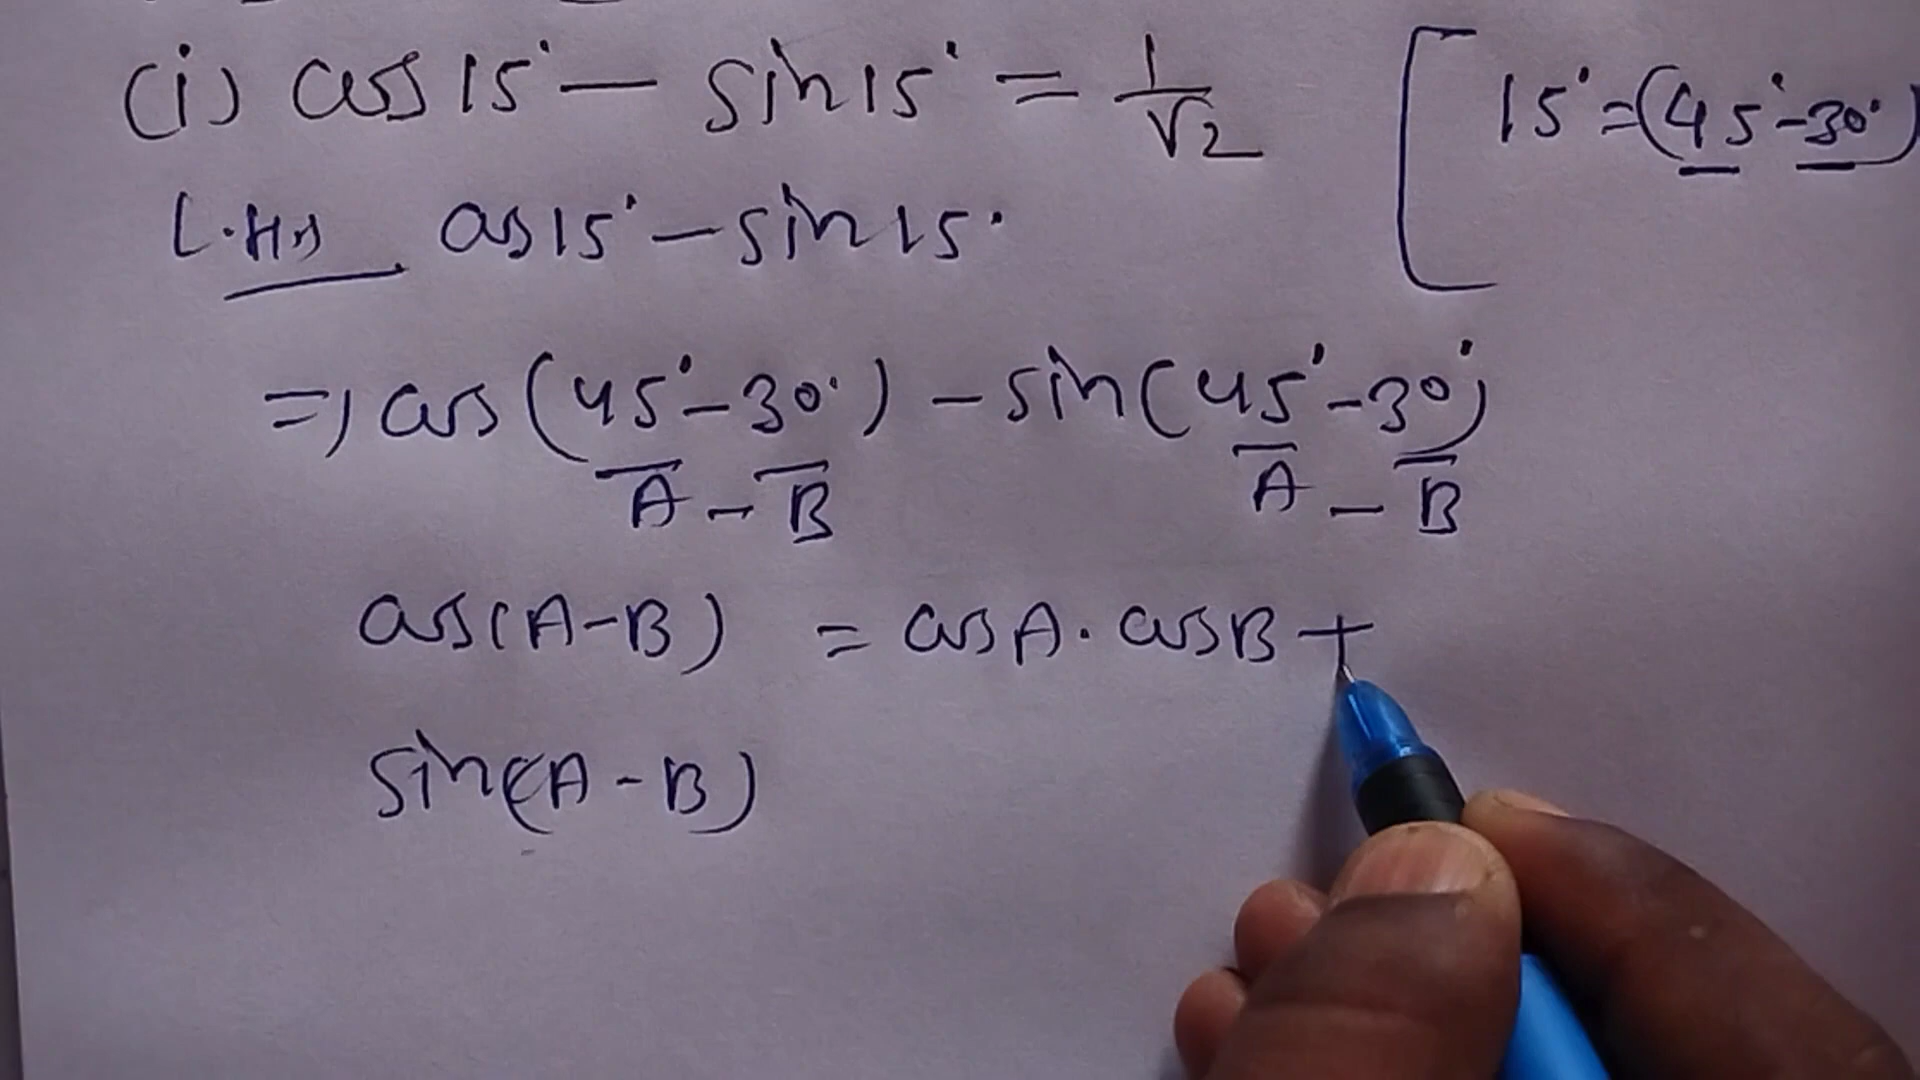 (i) cos 15° - sin 15° = 1/√2 [ 15° = (45° - 30°)
L.H.S cos 15° - sin 15°
=> cos (45° - 30°) - sin (45° - 30°)
A - B A - B
cos(A-B) = cos A . cos B +
sin(A-B)